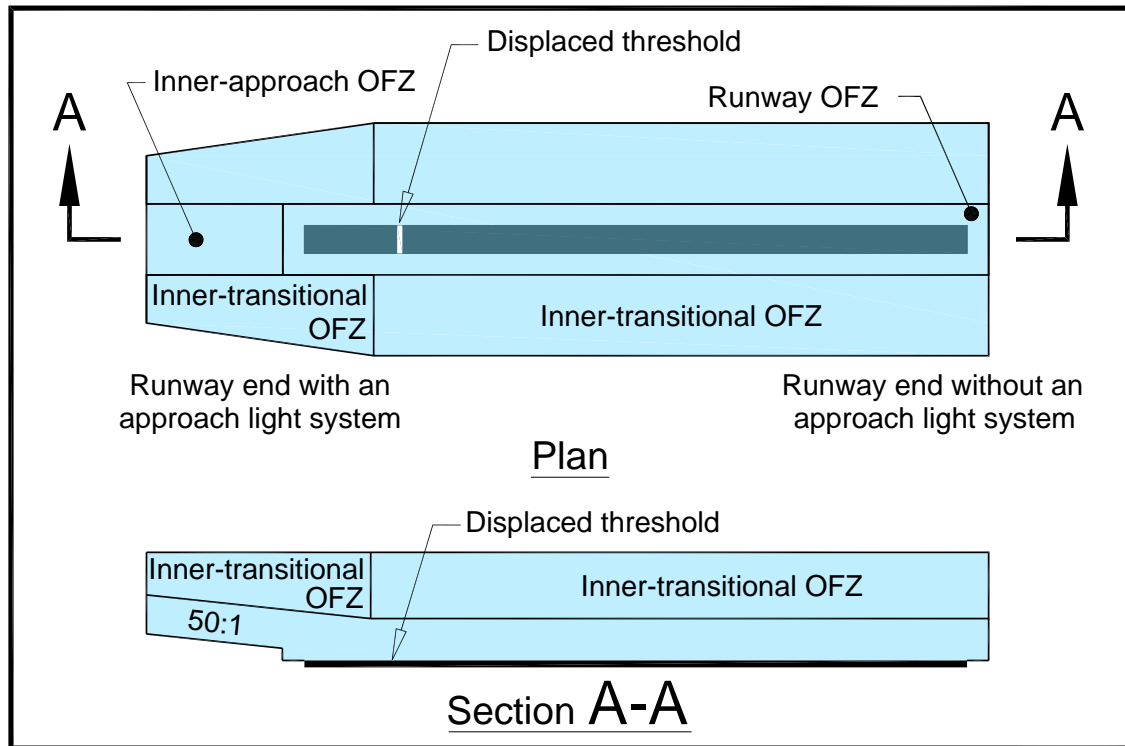 Displaced threshold
Inner-approach OFZ
Runway OFZ
A
A
Inner-transitional
OFZ
Inner-transitional OFZ
Runway end with an
approach light system
Runway end without an
approach light system
Plan
Displaced threshold
Inner-transitional
OFZ
Inner-transitional OFZ
50:1
Section A-A